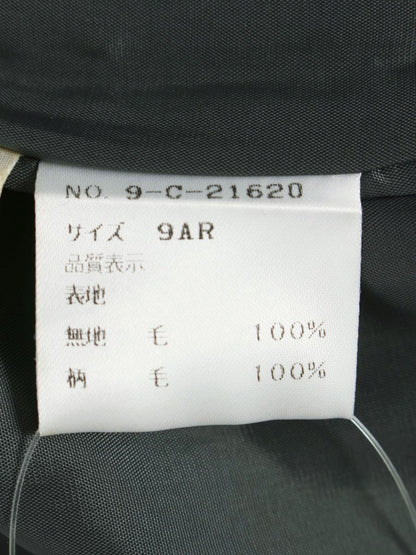 NO. 9-C-21620
サイズ 9AR
品質表示
表地
無地 毛 100%
柄 毛 100%